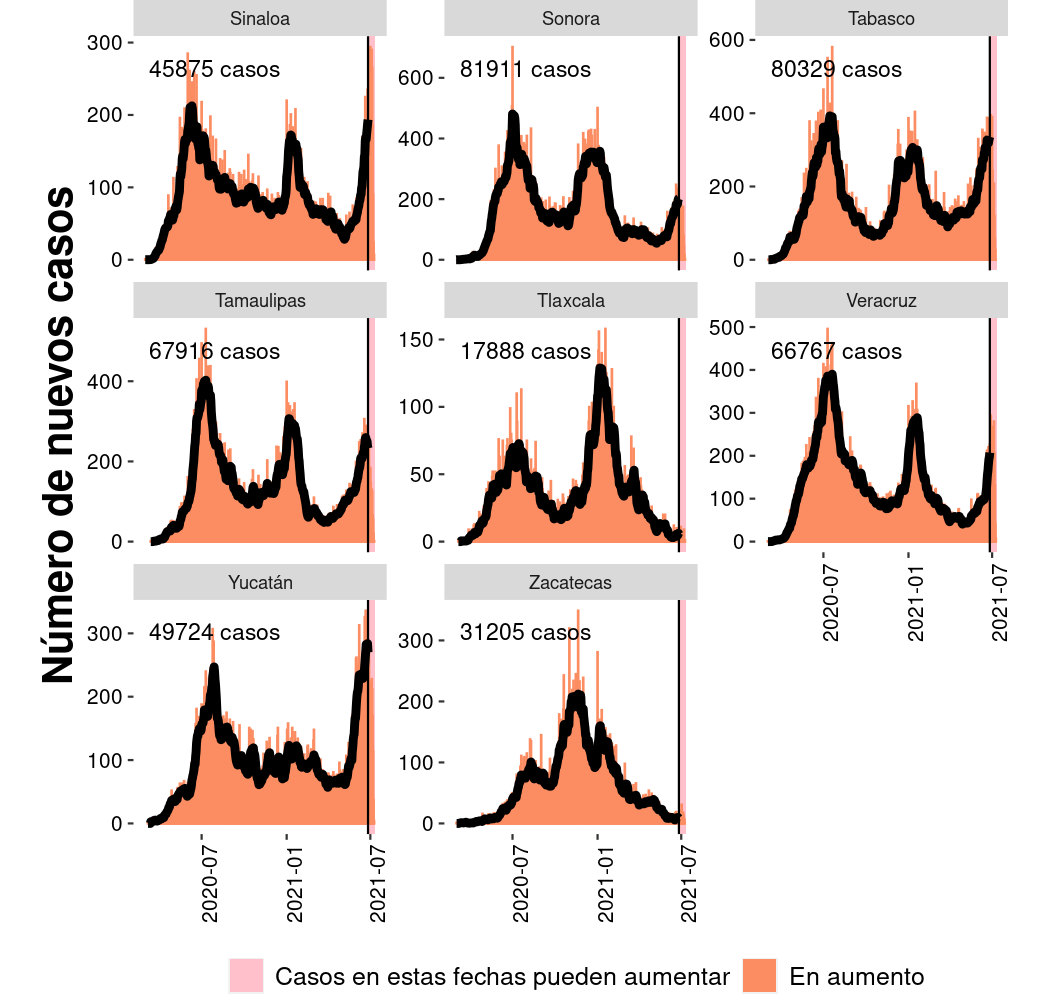 Número de nuevos casos
Sinaloa
Sonora
Tabasco
300
200
100
0
45875 casos
600
400
200
0
81911 casos
600
400
200
0
80329 casos
Tamaulipas
Tlaxcala
Veracruz
400
200
0
67916 casos
150
100
50
0
17888 casos
500
400
300
200
100
0
66767 casos
2020-07
2021-01
2021-07
Yucatán
Zacatecas
300
200
100
0
49724 casos
300
200
100
0
31205 casos
2020-07
2021-01
2021-07
2020-07
2021-01
2021-07
Casos en estas fechas pueden aumentar
En aumento